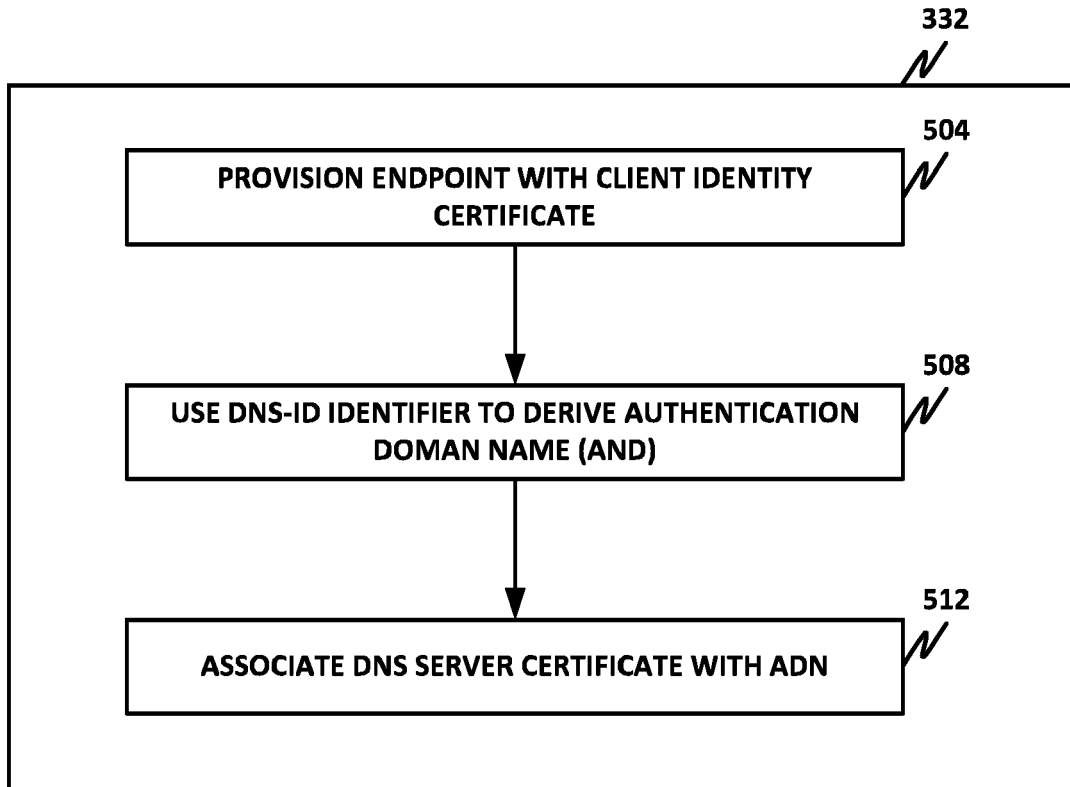 332
504
PROVISION ENDPOINT WITH CLIENT IDENTITY
CERTIFICATE
508
USE DNS-ID IDENTIFIER TO DERIVE AUTHENTICATION
DOMAN NAME (AND)
512
ASSOCIATE DNS SERVER CERTIFICATE WITH ADN